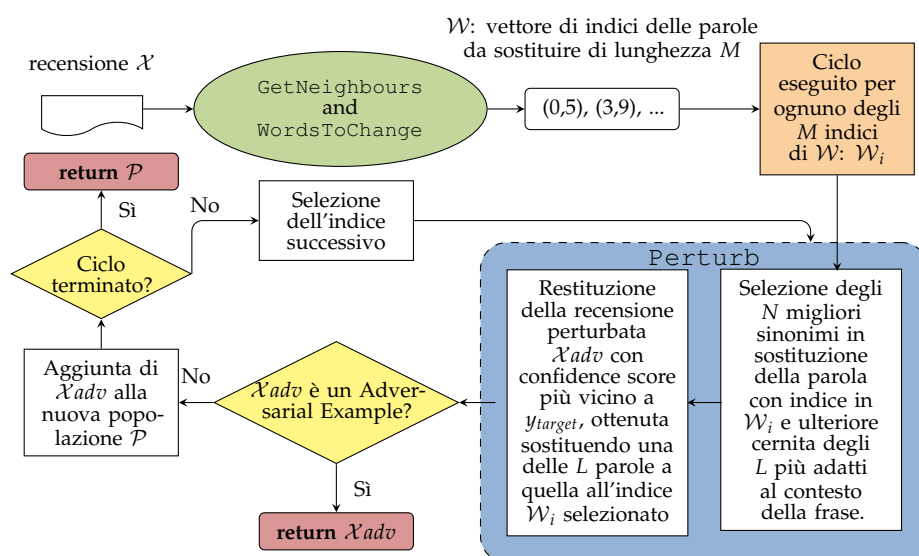 𝒲: vettore di indici delle parole
da sostituire di lunghezza M
recensione 𝒳
GetNeighbours
and
WordsToChange
(0,5), (3,9), ...
Ciclo
eseguito per
ognuno degli
M indici
di 𝒲: 𝒲i
return 𝒫
Sì
No
Selezione
dell'indice
successivo
Ciclo
terminato?
Perturb
Selezione degli
N migliori
sinonimi in
sostituzione
della parola
con indice in
𝒲i e ulteriore
cernita degli
L più adatti
al contesto
della frase.
Restituzione
della recensione
perturbata
𝒳adv con
confidence score
più vicino a
ytarget, ottenuta
sostituendo una
delle L parole a
quella all'indice
𝒲i selezionato
𝒳adv è un Adver-
sarial Example?
No
Aggiunta di
𝒳adv alla
nuova popo-
lazione 𝒫
Sì
return 𝒳adv